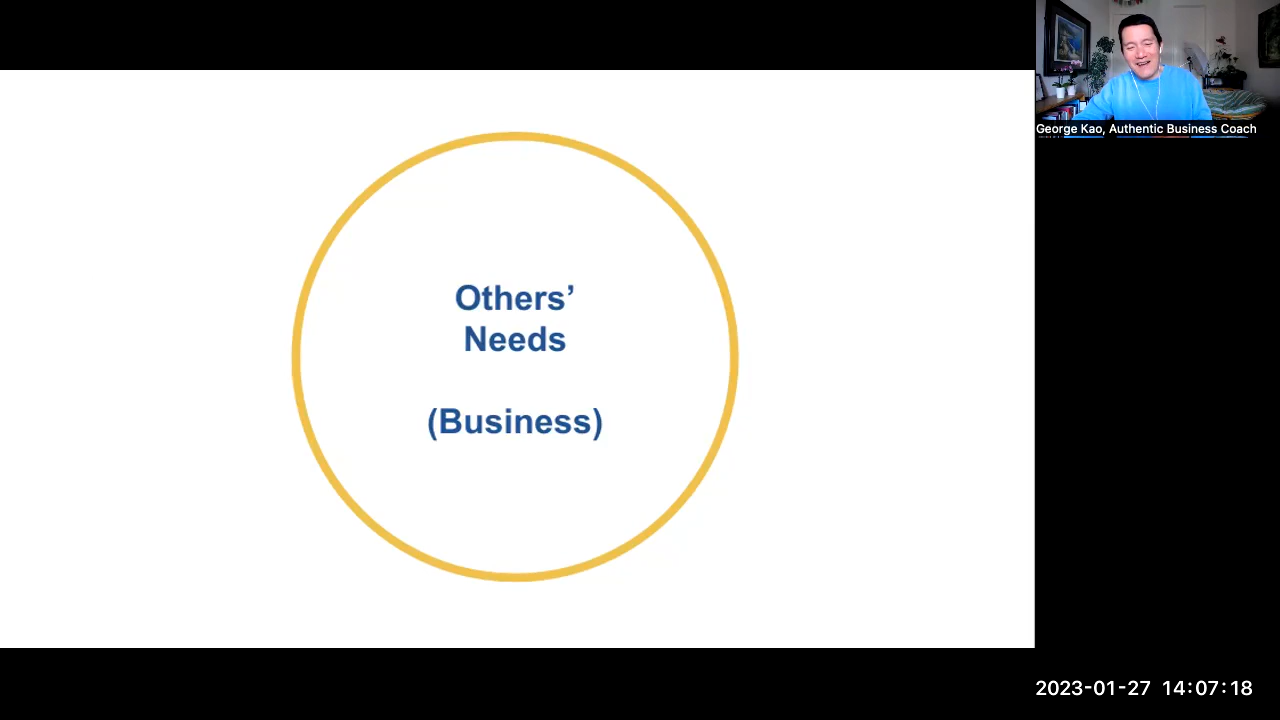 Others’
Needs
(Business)
George Kao, Authentic Business Coach
2023-01-27 14:07:18